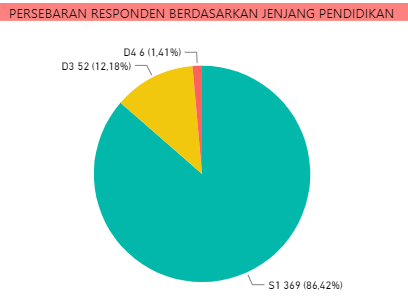 PERSEBARAN RESPONDEN BERDASARKAN JENJANG PENDIDIKAN
D4 6 (1,41%)
D3 52 (12,18%)
S1 369 (86,42%)